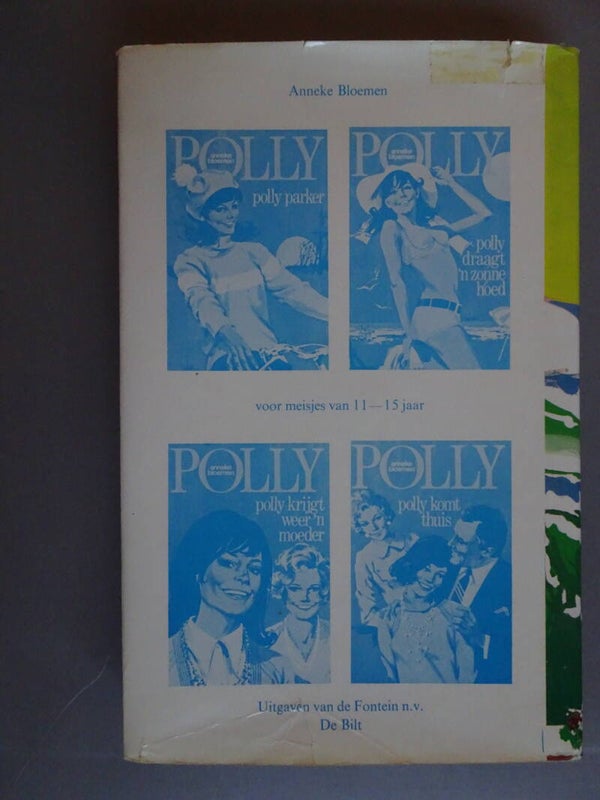 Anneke Bloemen
POLLY
anneke
bloemen
polly parker
POLLY
anneke
bloemen
polly
draagt
'n zonne
hoed
voor meisjes van 11—15 jaar
POLLY
anneke
bloemen
polly krijgt
weer 'n
moeder
POLLY
anneke
bloemen
polly komt
thuis
Uitgaven van de Fontein n.v.
De Bilt